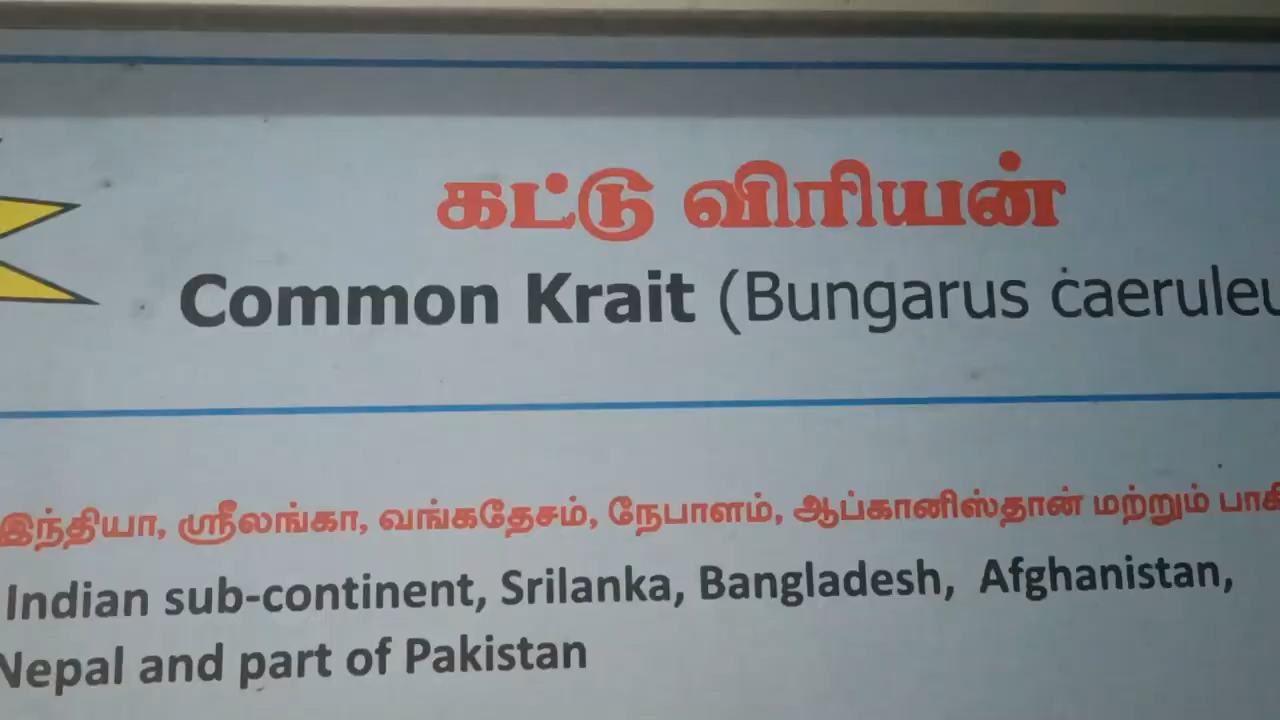 கட்டு விரியன்
Common Krait (Bungarus caeruleu
இந்தியா, ஸ்ரீலங்கா, வங்கதேசம், நேபாளம், ஆப்கானிஸ்தான் மற்றும் பாகி
Indian sub-continent, Srilanka, Bangladesh, Afghanistan,
Nepal and part of Pakistan